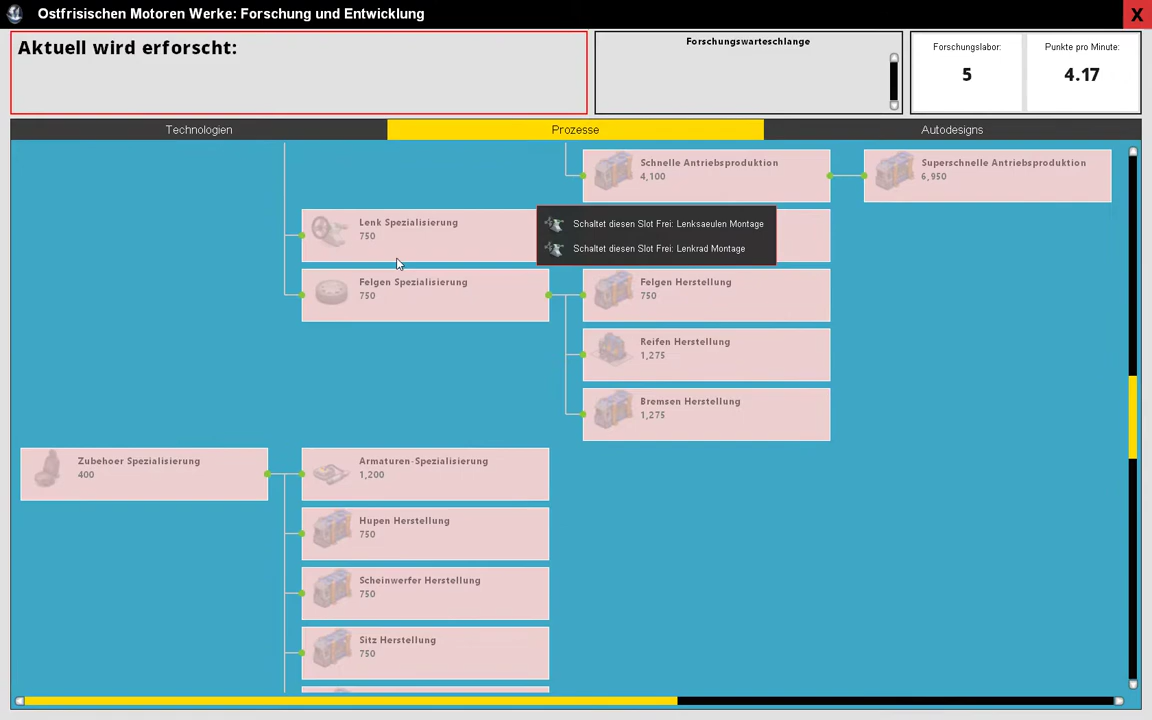 Ostfrisischen Motoren Werke: Forschung und Entwicklung
X
Aktuell wird erforscht:
Forschungswarteschlange
Forschungslabor:
5
Punkte pro Minute:
4.17
Technologien
Prozesse
Autodesigns
Schnelle Antriebsproduktion
4,100
Superschnelle Antriebsproduktion
6,950
Lenk Spezialisierung
750
Schaltet diesen Slot Frei: Lenksaeulen Montage
Schaltet diesen Slot Frei: Lenkrad Montage
Felgen Spezialisierung
750
Felgen Herstellung
750
Reifen Herstellung
1,275
Bremsen Herstellung
1,275
Zubehoer Spezialisierung
400
Armaturen-Spezialisierung
1,200
Hupen Herstellung
750
Scheinwerfer Herstellung
750
Sitz Herstellung
750